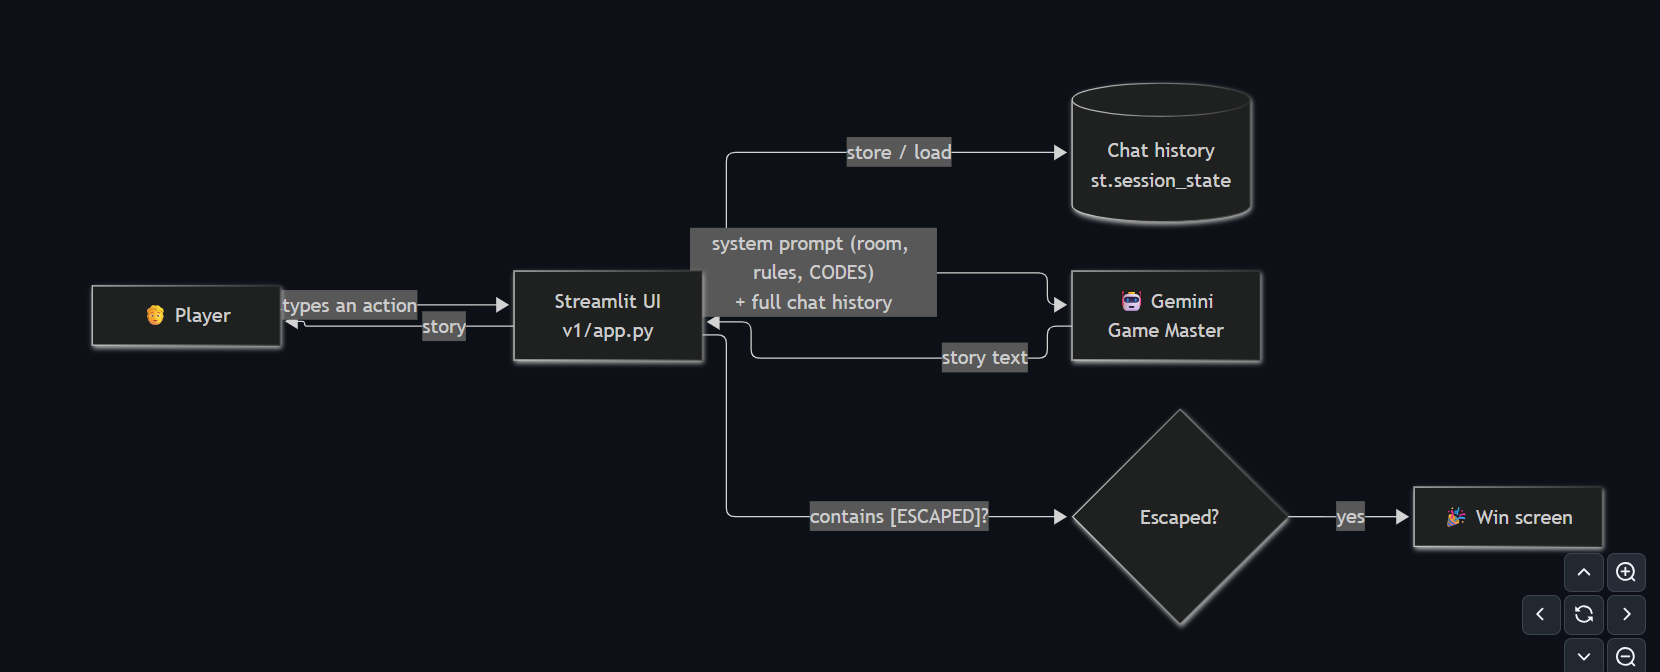 store / load
Chat history
st.session_state
system prompt (room,
rules, CODES)
+ full chat history
Player
types an action
story
Streamlit UI
v1/app.py
Gemini
Game Master
story text
contains [ESCAPED]?
Escaped?
yes
Win screen